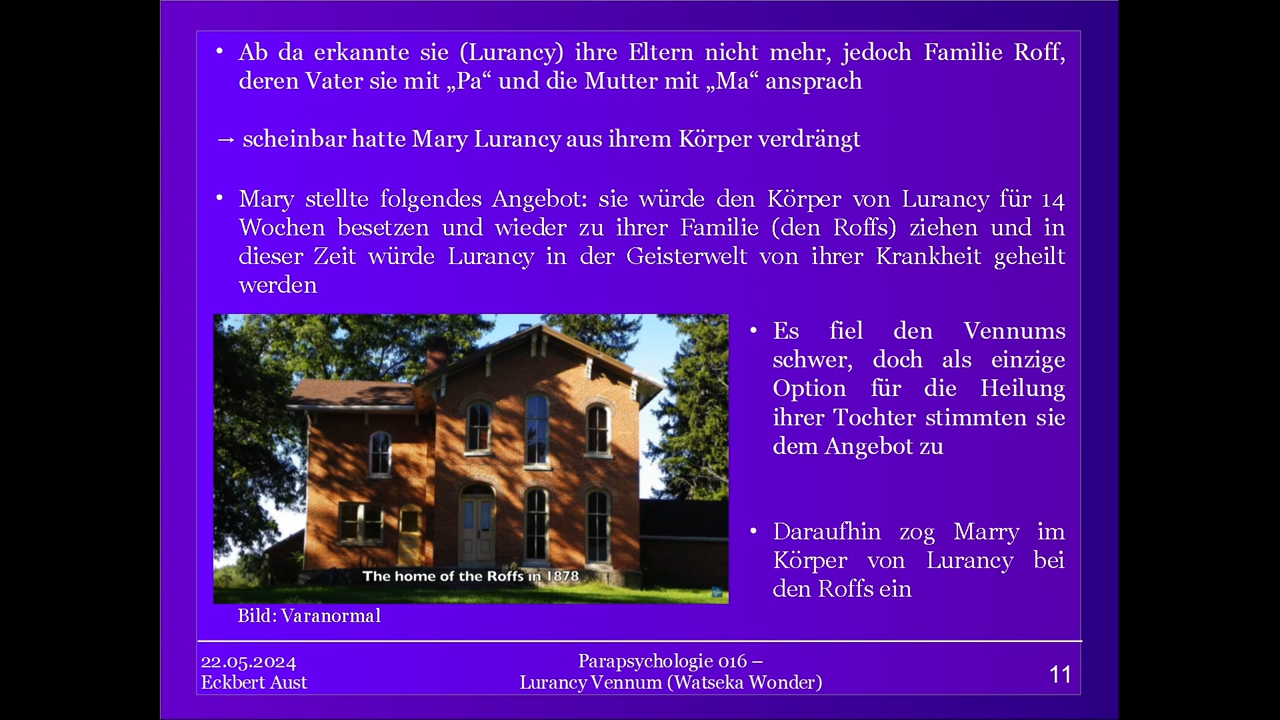 • Ab da erkannte sie (Lurancy) ihre Eltern nicht mehr, jedoch Familie Roff,
deren Vater sie mit „Pa“ und die Mutter mit „Ma“ ansprach
→ scheinbar hatte Mary Lurancy aus ihrem Körper verdrängt
• Mary stellte folgendes Angebot: sie würde den Körper von Lurancy für 14
Wochen besetzen und wieder zu ihrer Familie (den Roffs) ziehen und in
dieser Zeit würde Lurancy in der Geisterwelt von ihrer Krankheit geheilt
werden
• Es fiel den Vennums
schwer, doch als einzige
Option für die Heilung
ihrer Tochter stimmten sie
dem Angebot zu
• Daraufhin zog Marry im
Körper von Lurancy bei
den Roffs ein
The home of the Roffs in 1878
Bild: Varanormal
22.05.2024
Eckbert Aust
Parapsychologie 016 –
Lurancy Vennum (Watseka Wonder)
11